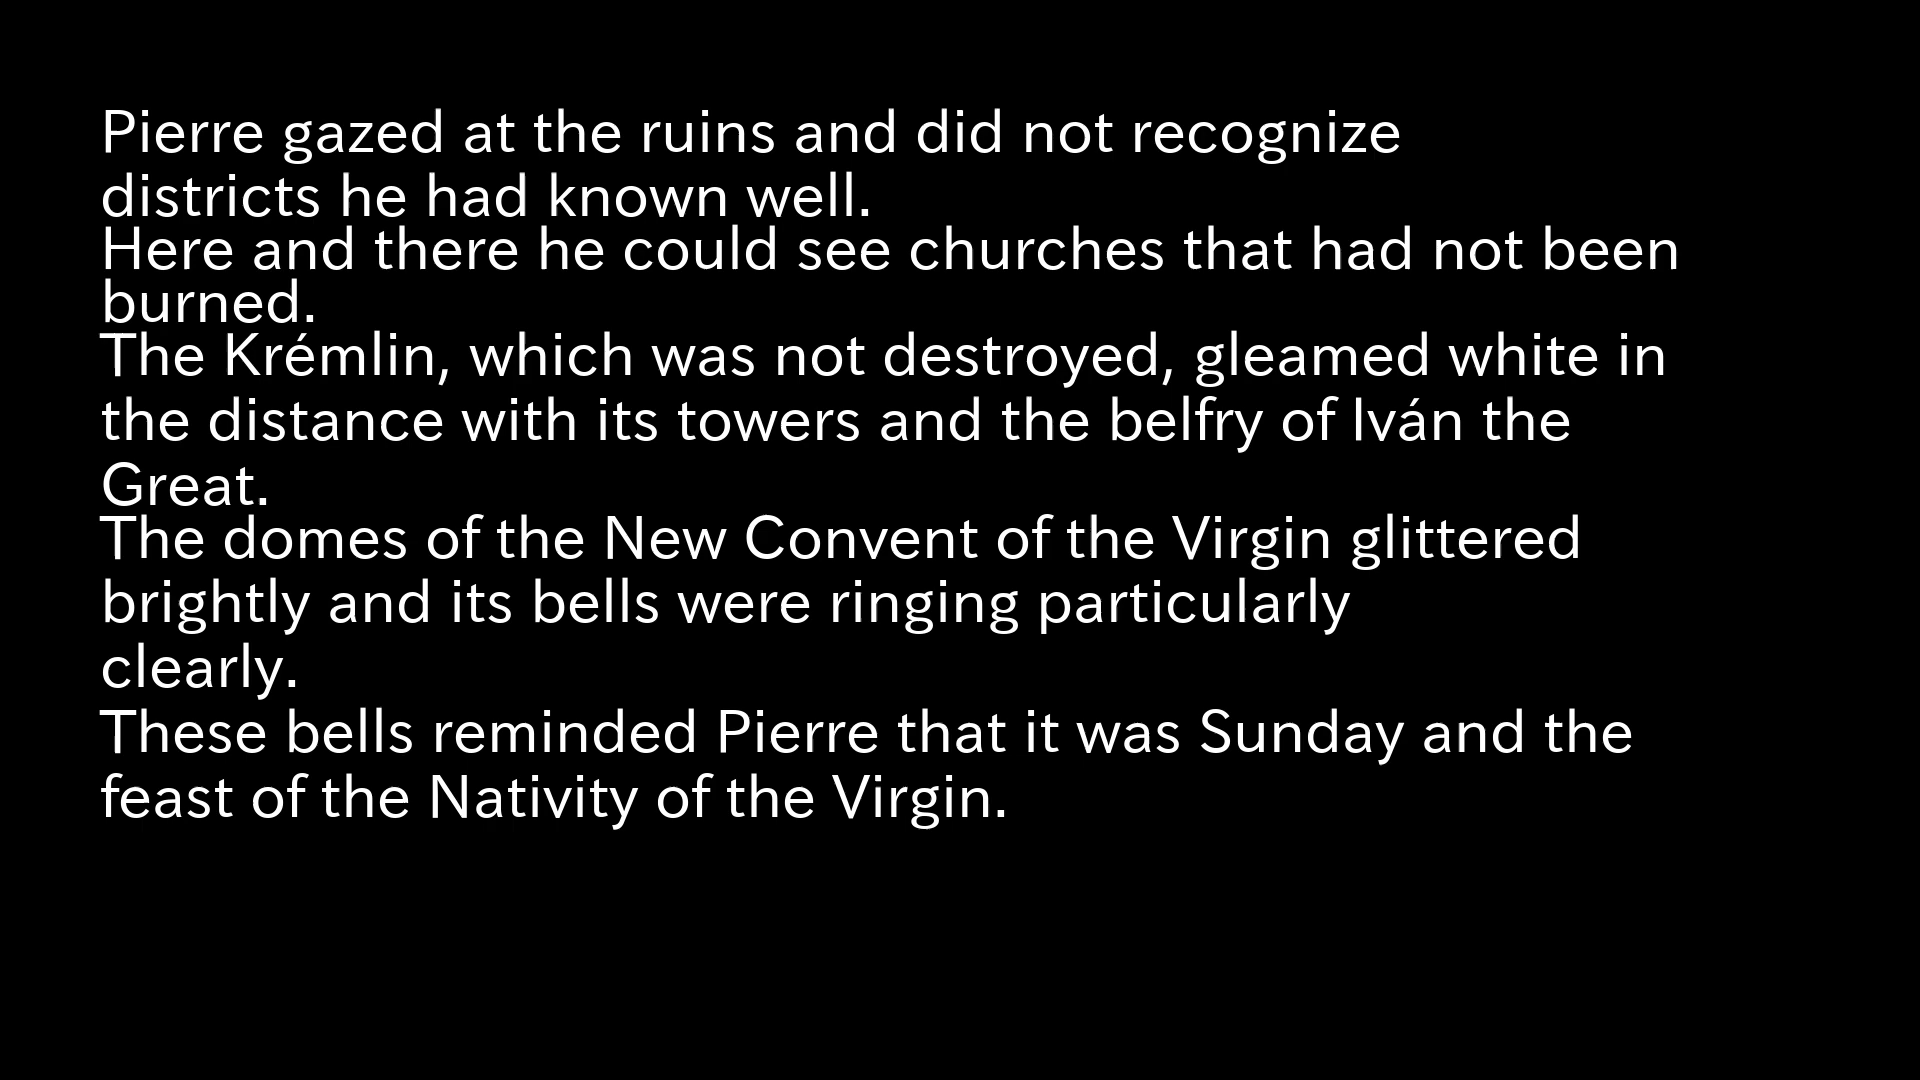 Pierre gazed at the ruins and did not recognize
districts he had known well.
Here and there he could see churches that had not been
burned.
The Krémlin, which was not destroyed, gleamed white in
the distance with its towers and the belfry of Iván the
Great.
The domes of the New Convent of the Virgin glittered
brightly and its bells were ringing particularly
clearly.
These bells reminded Pierre that it was Sunday and the
feast of the Nativity of the Virgin.